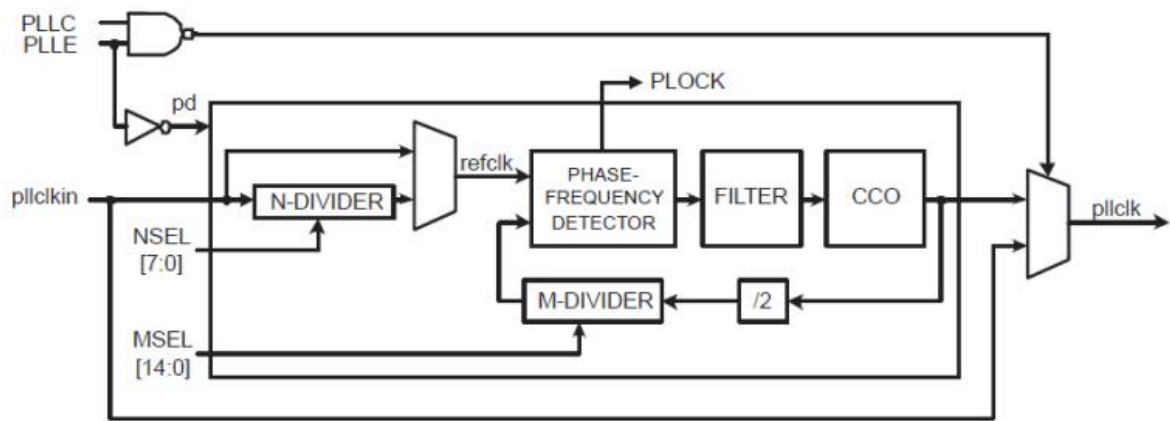 PLLC
PLLE
PLOCK
pd
refclk
PHASE-
FREQUENCY
DETECTOR
FILTER
CCO
pllclkin
N-DIVIDER
pllclk
NSEL
[7:0]
M-DIVIDER
/2
MSEL
[14:0]